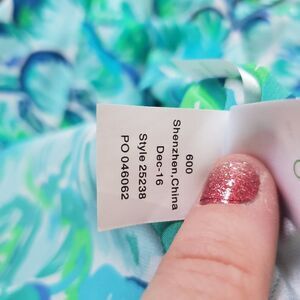 600
Shenzhen,China
Dec-16
Style 25238
PO 046062